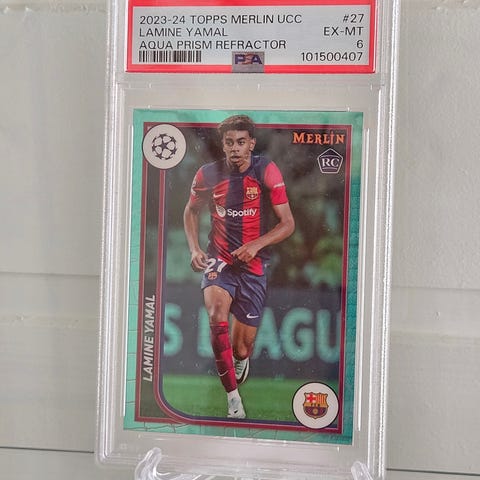 2023-24 TOPPS MERLIN UCC #27
LAMINE YAMAL EX-MT
AQUA PRISM REFRACTOR 6
PSA 101500407
MERLIN
RC
Spotify
27
S LEAGU
LAMINE YAMAL